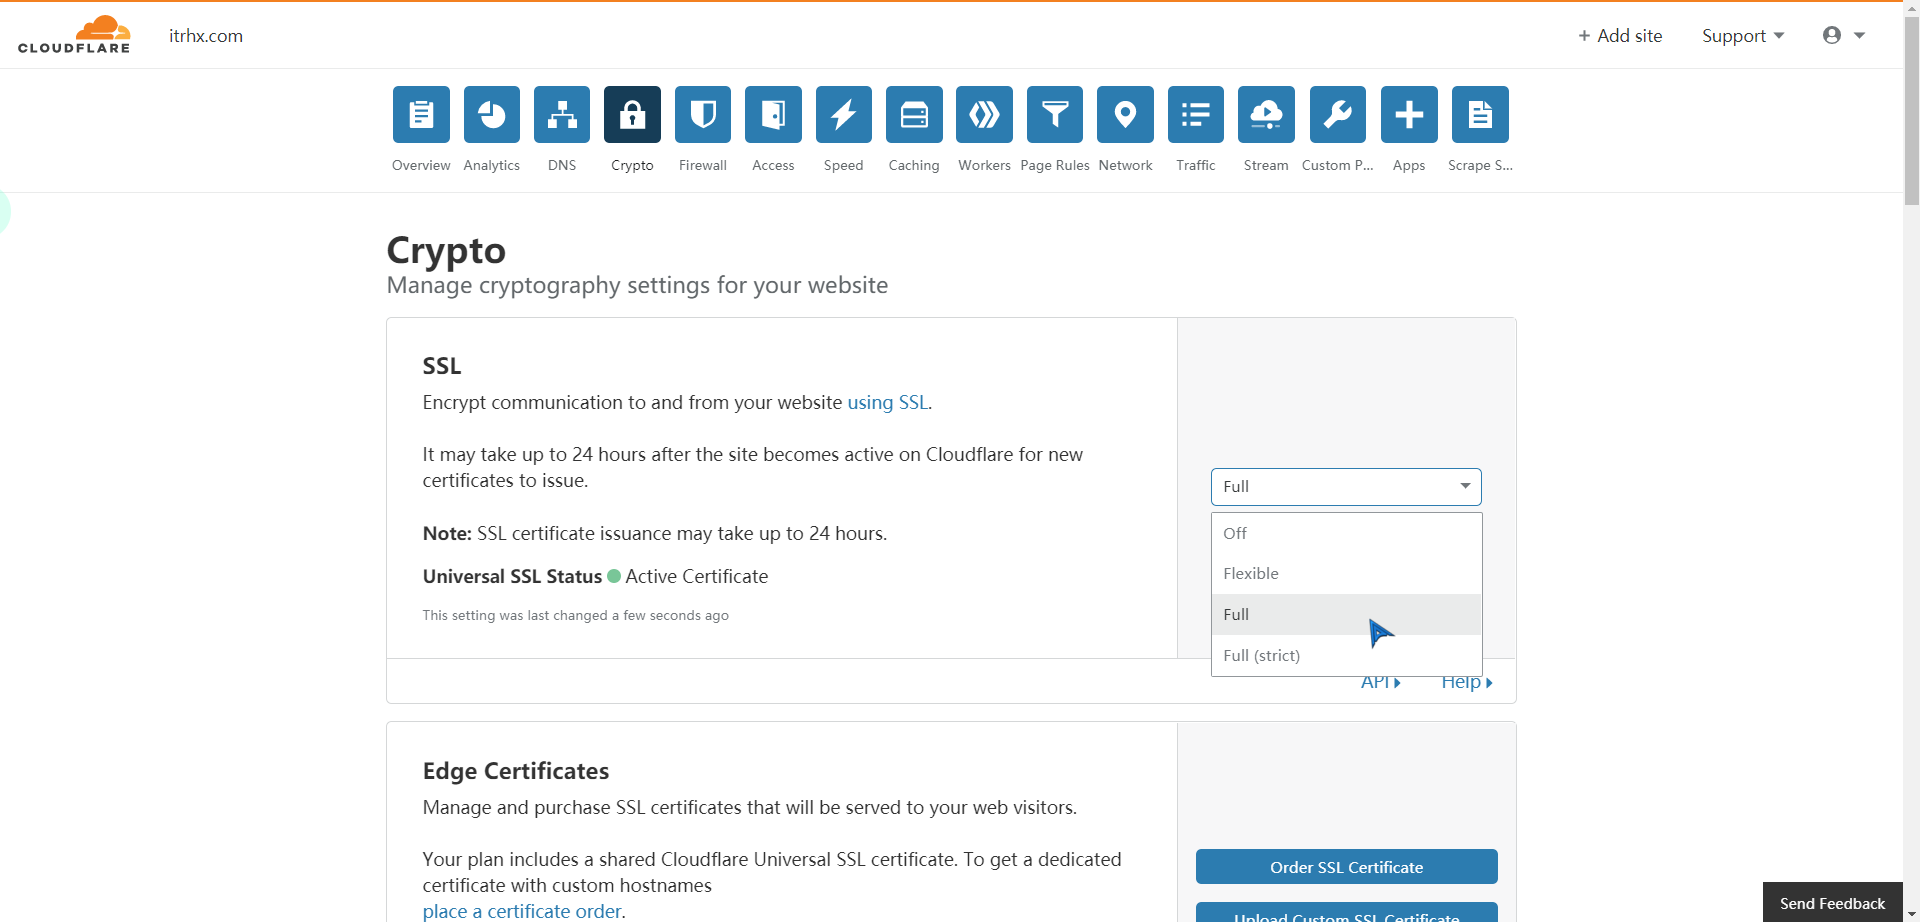 CLOUDFLARE
itrhx.com
+ Add site
Support
Overview
Analytics
DNS
Crypto
Firewall
Access
Speed
Caching
Workers
Page Rules
Network
Traffic
Stream
Custom P...
Apps
Scrape S...
Crypto
Manage cryptography settings for your website
SSL
Encrypt communication to and from your website using SSL.
It may take up to 24 hours after the site becomes active on Cloudflare for new
certificates to issue.
Note: SSL certificate issuance may take up to 24 hours.
Universal SSL Status Active Certificate
This setting was last changed a few seconds ago
Full
Off
Flexible
Full
Full (strict)
API
Help
Edge Certificates
Manage and purchase SSL certificates that will be served to your web visitors.
Your plan includes a shared Cloudflare Universal SSL certificate. To get a dedicated
certificate with custom hostnames
place a certificate order.
Order SSL Certificate
Upload Custom SSL Certificate
Send Feedback